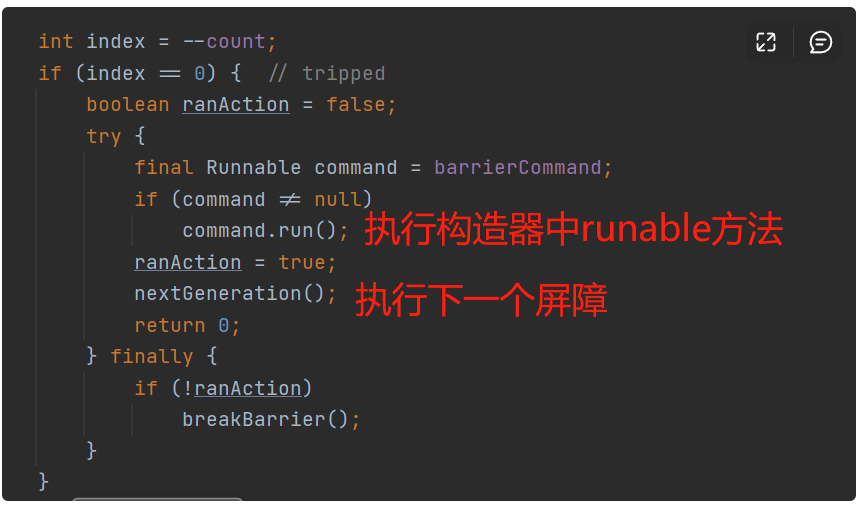 int index = --count;
if (index == 0) {  // tripped
boolean ranAction = false;
try {
final Runnable command = barrierCommand;
if (command != null)
command.run(); 执行构造器中runable方法
ranAction = true;
nextGeneration(); 执行下一个屏障
return 0;
} finally {
if (!ranAction)
breakBarrier();
}
}